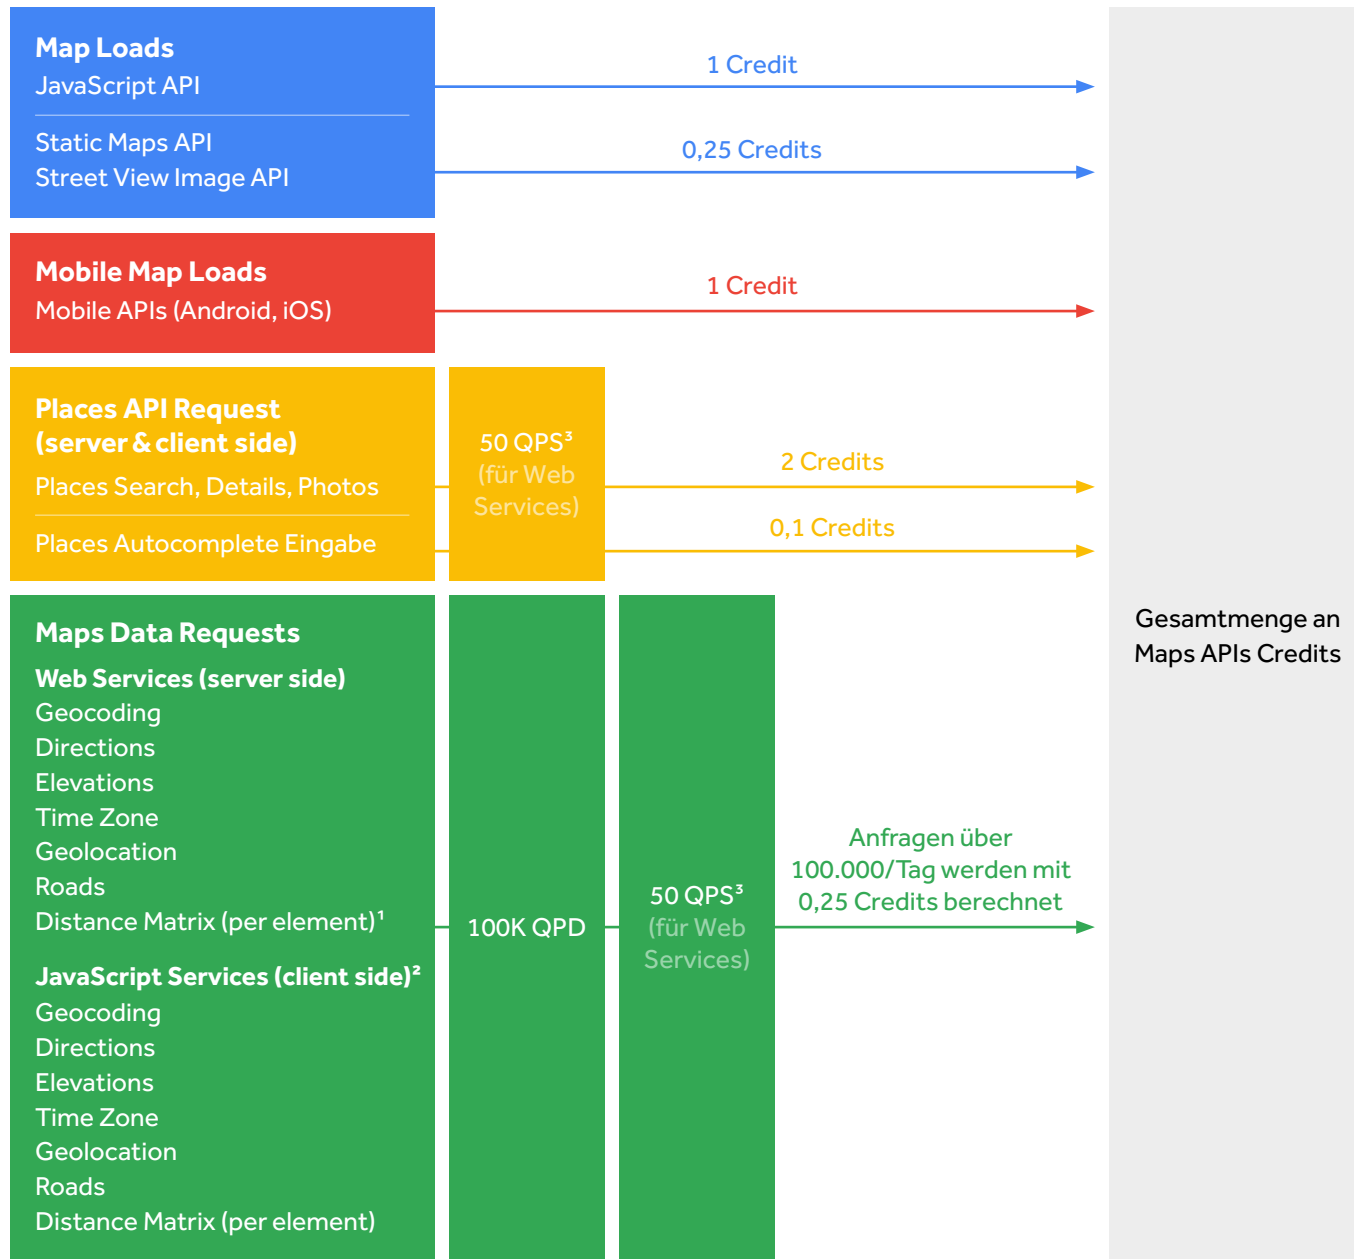 Map Loads
JavaScript API
1 Credit
Static Maps API
Street View Image API
0,25 Credits
Mobile Map Loads
Mobile APIs (Android, iOS)
1 Credit
Places API Request
(server & client side)
Places Search, Details, Photos
Places Autocomplete Eingabe
50 QPS³
(für Web
Services)
2 Credits
0,1 Credits
Maps Data Requests
Web Services (server side)
Geocoding
Directions
Elevations
Time Zone
Geolocation
Roads
Distance Matrix (per element)¹
JavaScript Services (client side)²
Geocoding
Directions
Elevations
Time Zone
Geolocation
Roads
Distance Matrix (per element)
100K QPD
50 QPS³
(für Web
Services)
Anfragen über
100.000/Tag werden mit
0,25 Credits berechnet
Gesamtmenge an
Maps APIs Credits